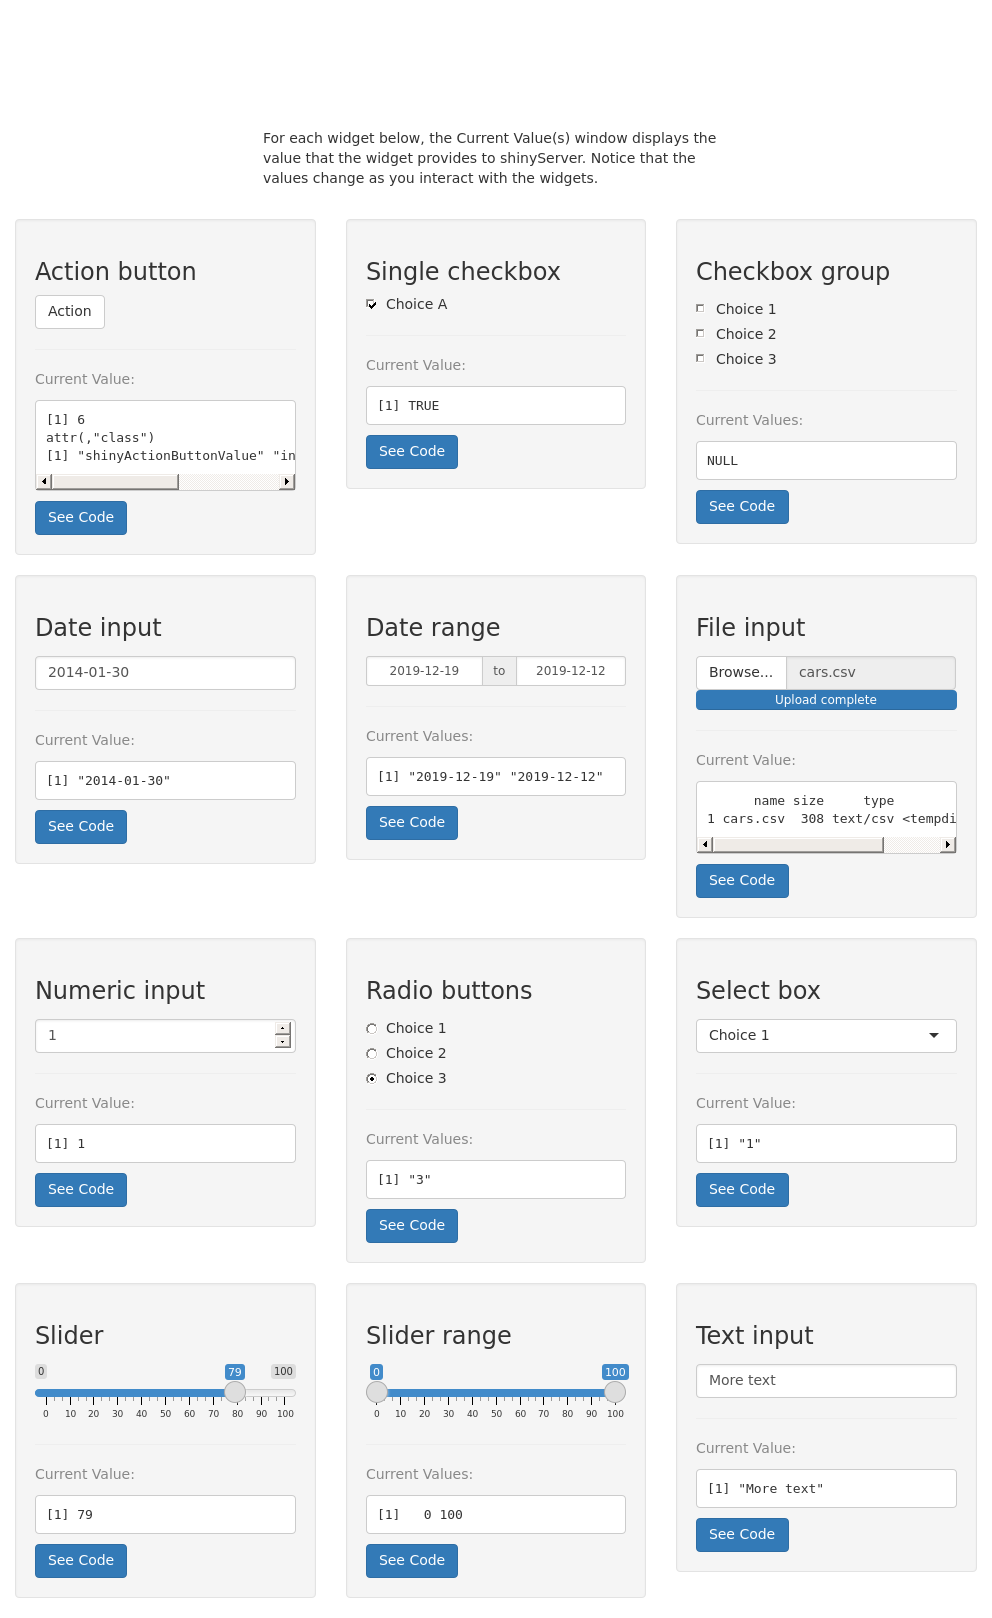 For each widget below, the Current Value(s) window displays the
value that the widget provides to shinyServer. Notice that the
values change as you interact with the widgets.
Action button
Action
Current Value:
[1] 6
attr(,"class")
[1] "shinyActionButtonValue" "in
See Code
Single checkbox
Choice A
Current Value:
[1] TRUE
See Code
Checkbox group
Choice 1
Choice 2
Choice 3
Current Values:
NULL
See Code
Date input
2014-01-30
Current Value:
[1] "2014-01-30"
See Code
Date range
2019-12-19 to 2019-12-12
Current Values:
[1] "2019-12-19" "2019-12-12"
See Code
File input
Browse... cars.csv
Upload complete
Current Value:
name size type
1 cars.csv 308 text/csv <tempdi
See Code
Numeric input
1
Current Value:
[1] 1
See Code
Radio buttons
Choice 1
Choice 2
Choice 3
Current Values:
[1] "3"
See Code
Select box
Choice 1
Current Value:
[1] "1"
See Code
Slider
0 79 100
0 10 20 30 40 50 60 70 80 90 100
Current Value:
[1] 79
See Code
Slider range
0 100
0 10 20 30 40 50 60 70 80 90 100
Current Values:
[1] 0 100
See Code
Text input
More text
Current Value:
[1] "More text"
See Code